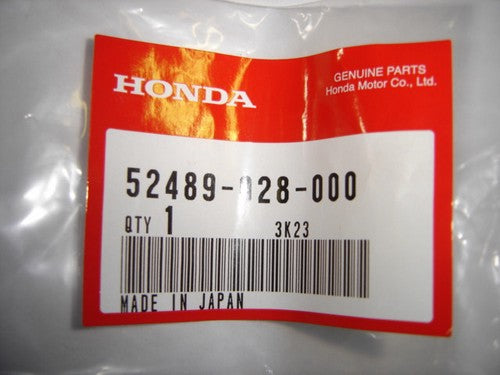 HONDA
GENUINE PARTS
Honda Motor Co., Ltd.
52489-028-000
QTY 1 3K23
MADE IN JAPAN